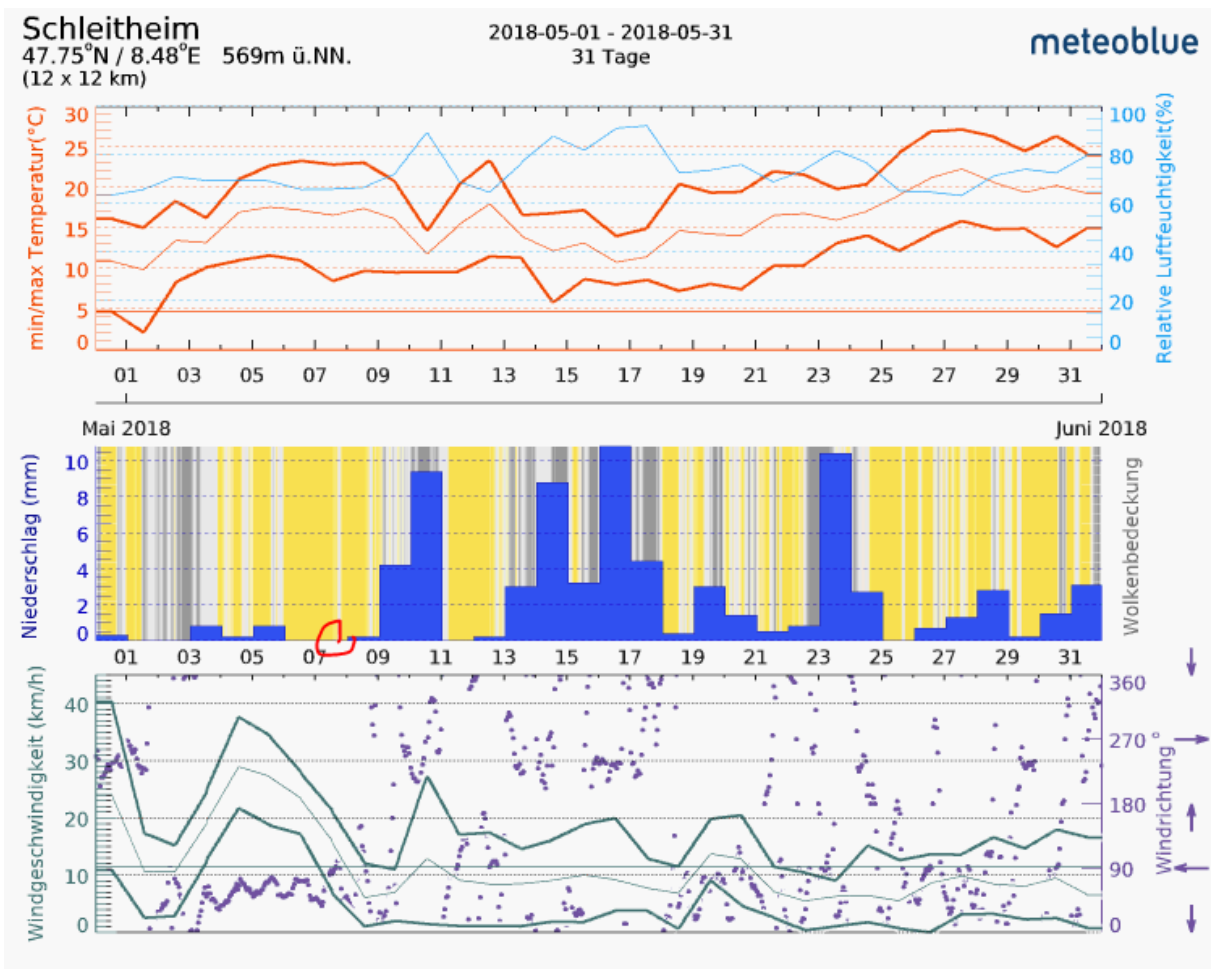 Schleitheim
47.75°N / 8.48°E 569m ü.NN.
(12 x 12 km)
2018-05-01 - 2018-05-31
31 Tage
meteoblue
min/max Temperatur(°C)
30
25
20
15
10
5
0
100
80
60
40
20
0
Relative Luftfeuchtigkeit(%)
01 03 05 07 09 11 13 15 17 19 21 23 25 27 29 31
Mai 2018 Juni 2018
Niederschlag (mm)
10
8
6
4
2
0
Wolkenbedeckung
01 03 05 07 09 11 13 15 17 19 21 23 25 27 29 31
Windgeschwindigkeit (km/h)
40
30
20
10
0
360
270
180
90
0
Windrichtung °